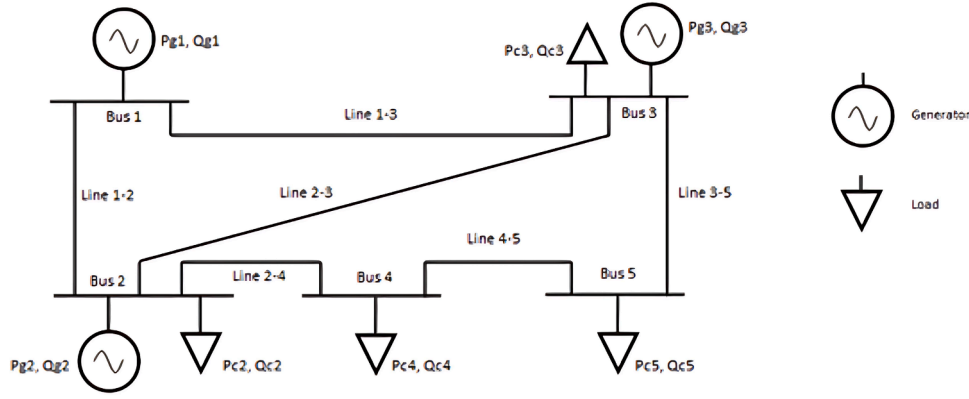 Pg1, Qg1
Pg3, Qg3
Pc3, Qc3
Bus 1
Line 1-3
Bus 3
Generator
Line 1-2
Line 2-3
Line 3-5
Load
Line 4-5
Bus 2
Line 2-4
Bus 4
Bus 5
Pg2, Qg2
Pc2, Qc2
Pc4, Qc4
Pc5, Qc5